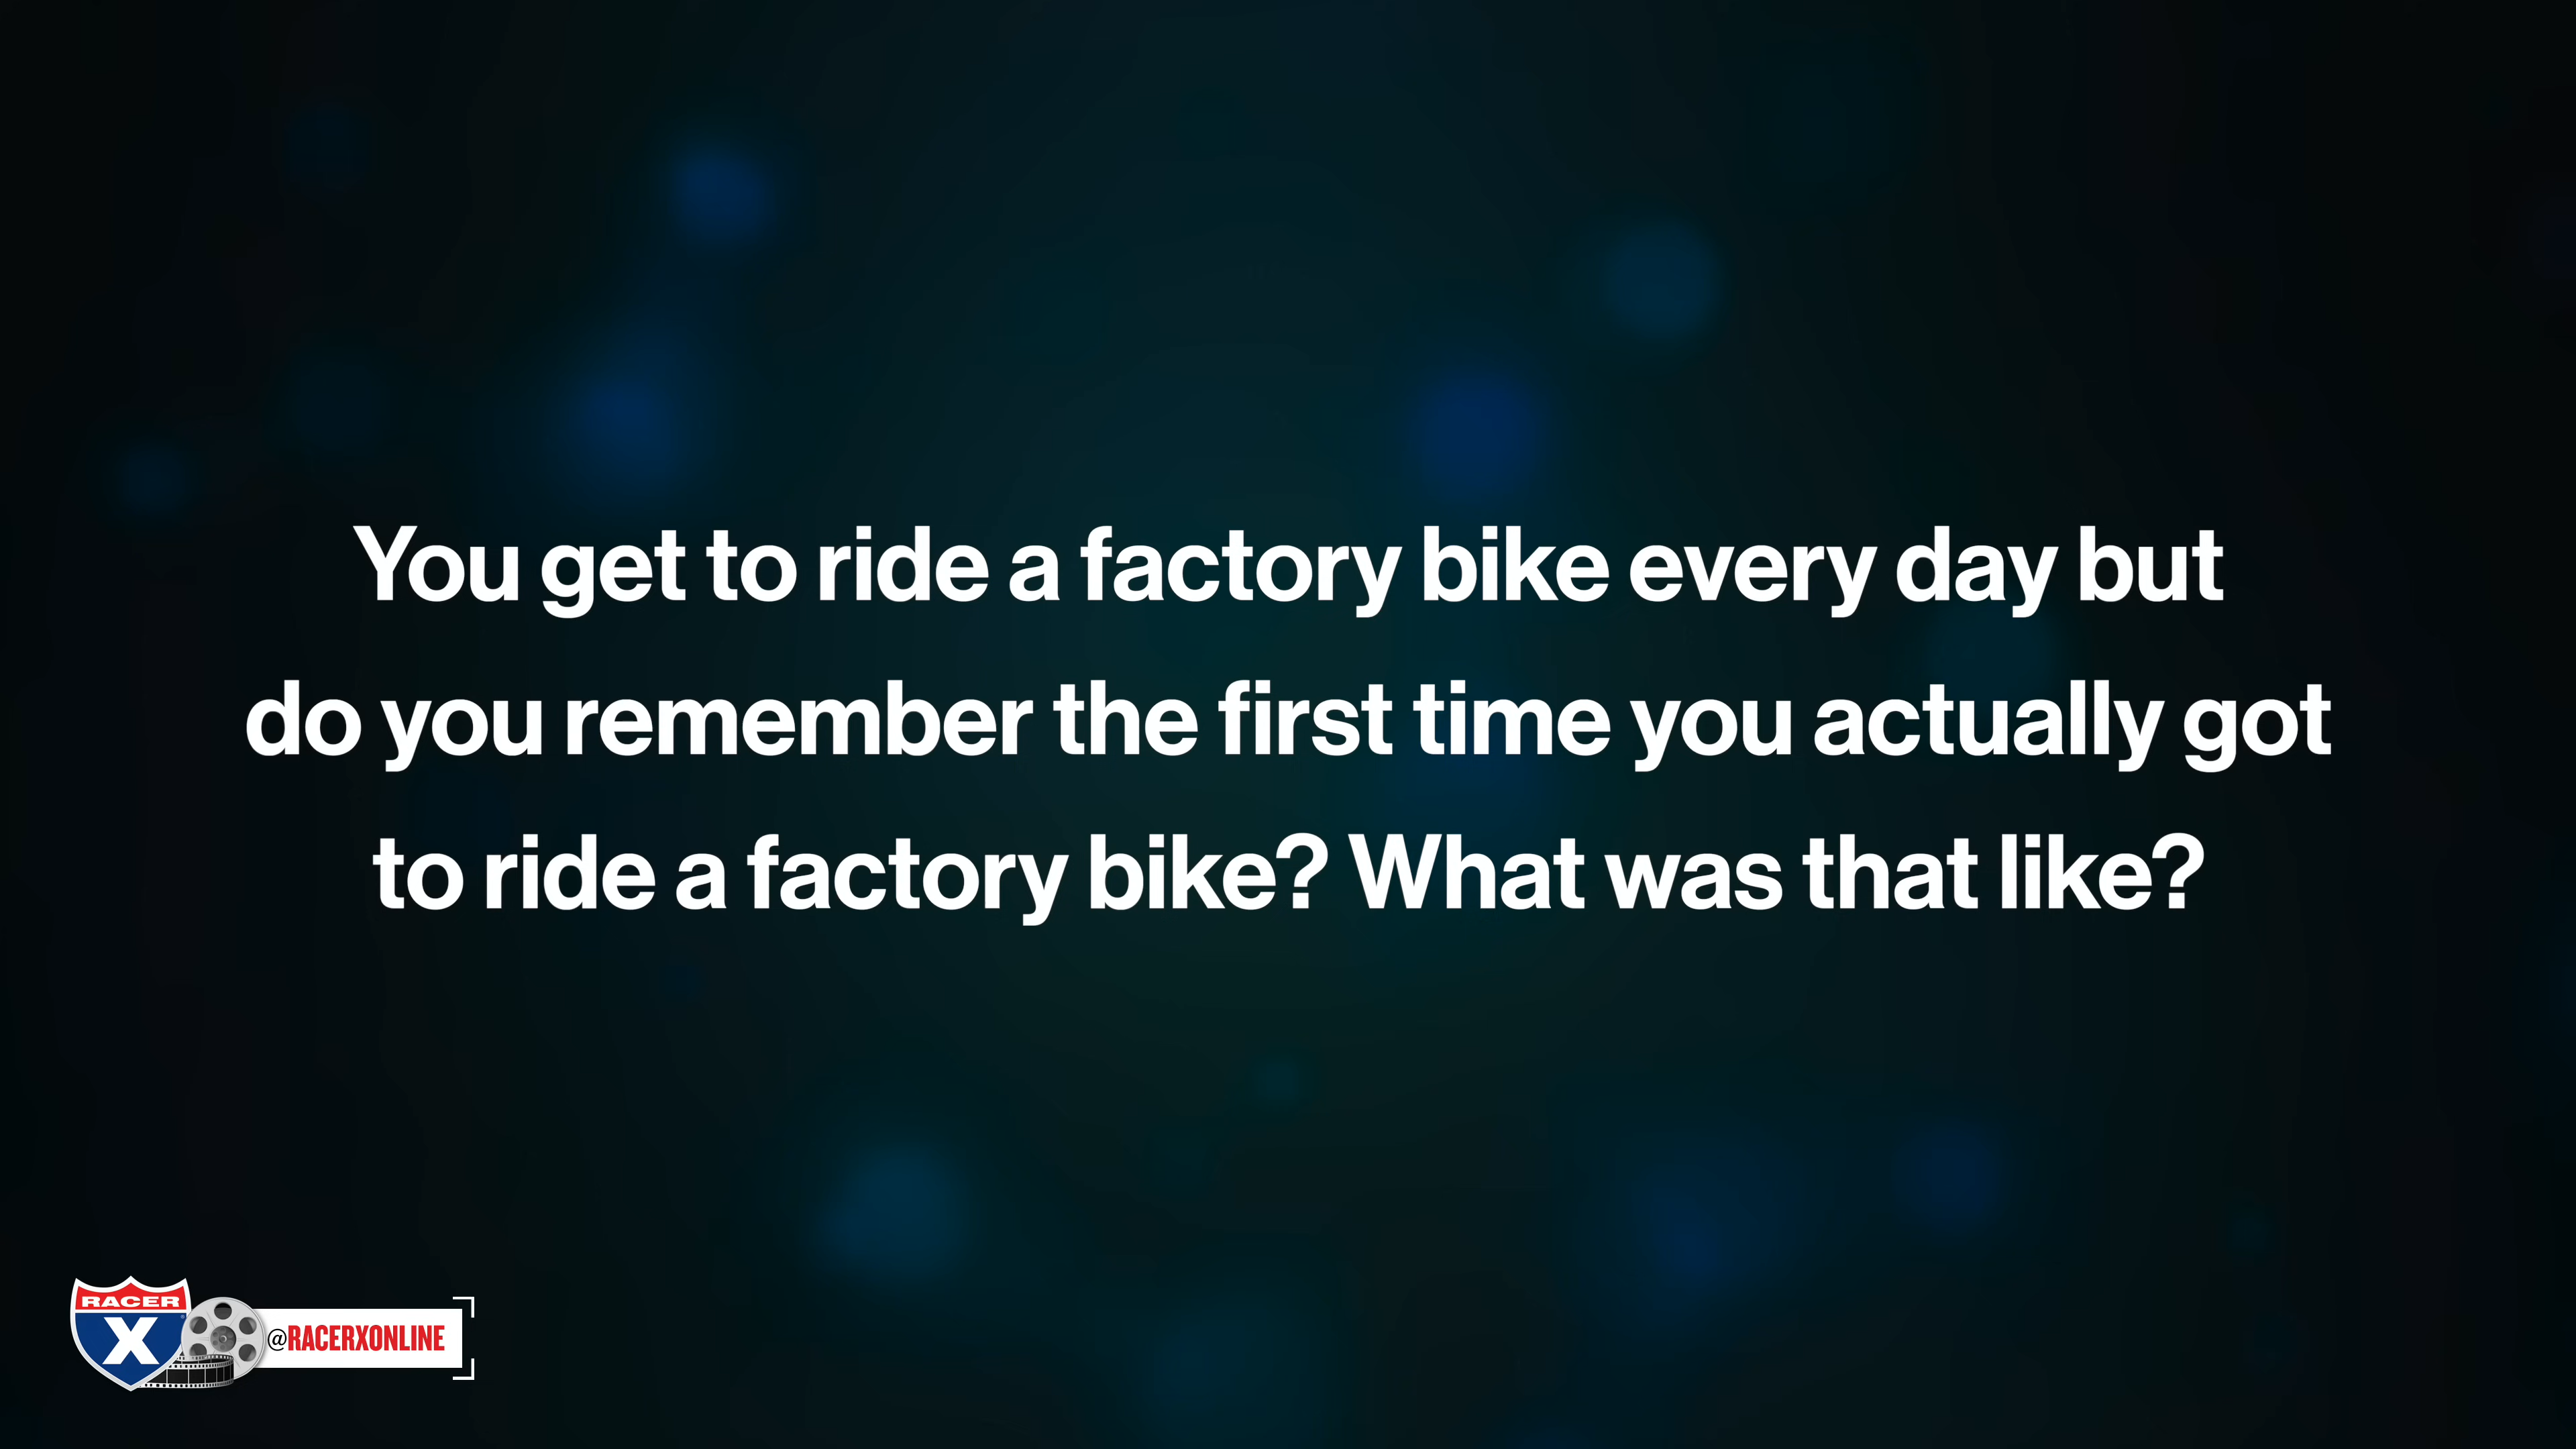 You get to ride a factory bike every day but
do you remember the first time you actually got
to ride a factory bike? What was that like?
RACER
X
@RACERXONLINE